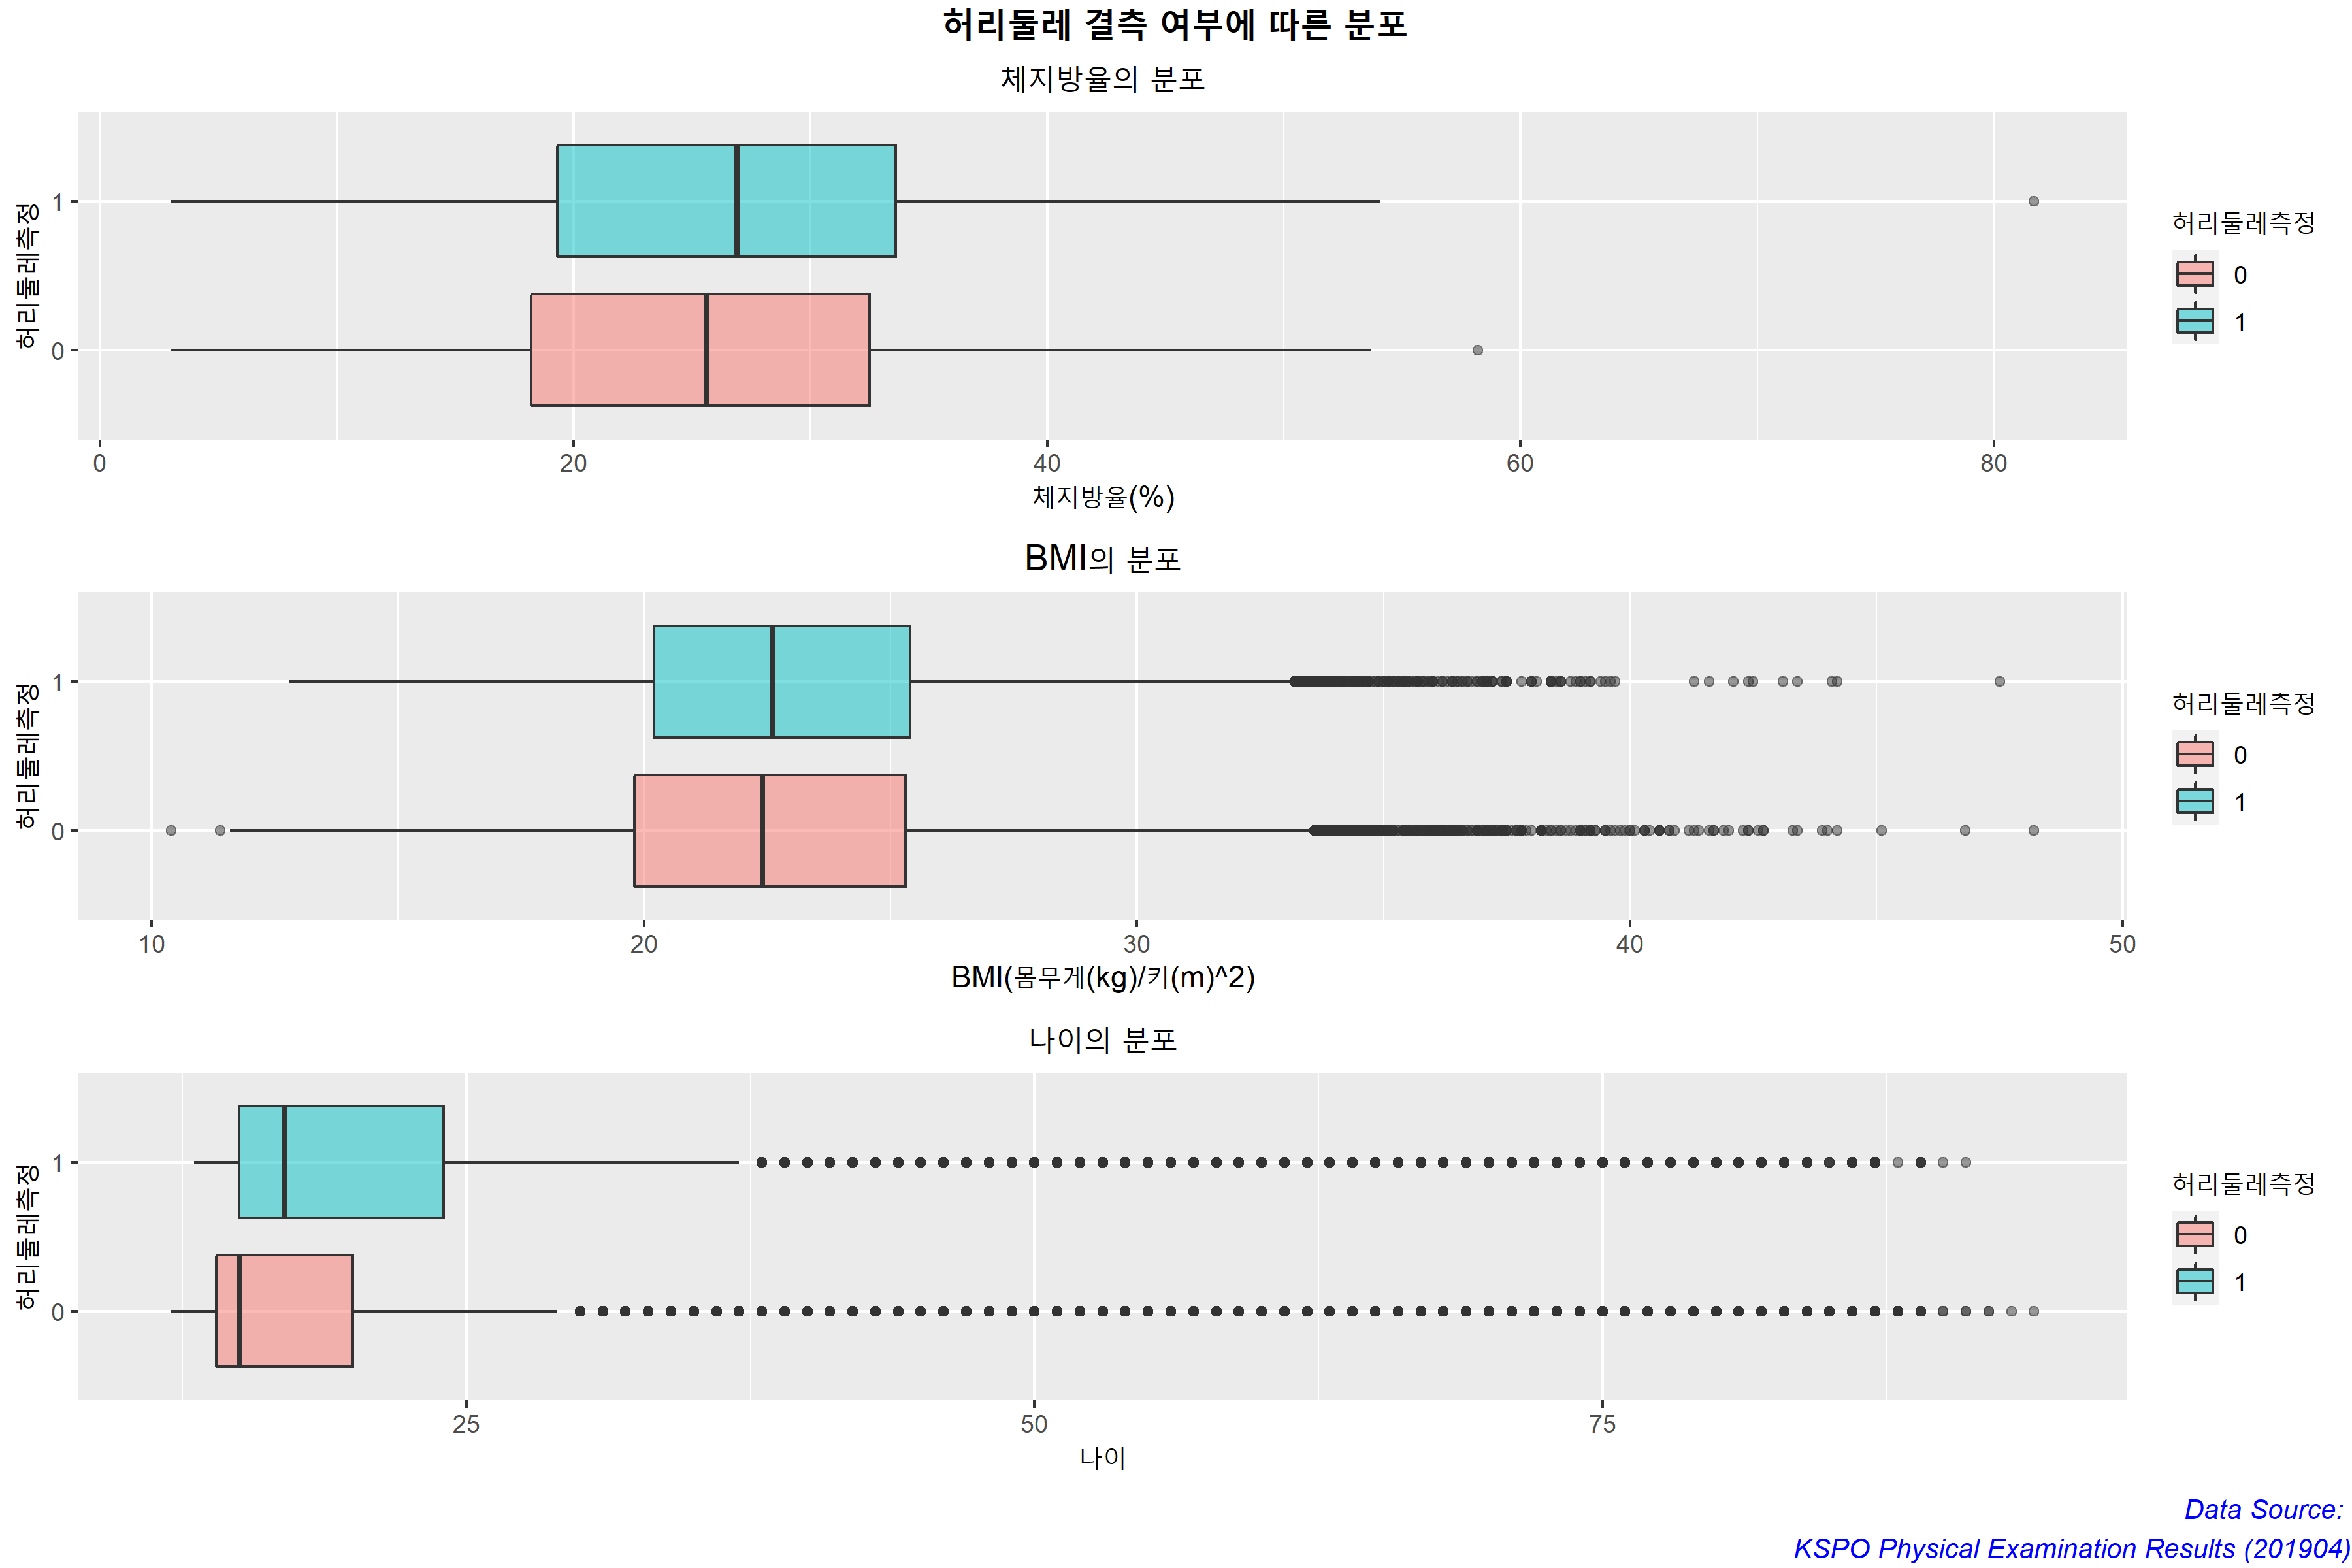 허리둘레 결측 여부에 따른 분포
체지방율의 분포
허리둘레측정
1
0
0 20 40 60 80
체지방율(%)
허리둘레측정
0
1
BMI의 분포
허리둘레측정
1
0
10 20 30 40 50
BMI(몸무게(kg)/키(m)^2)
허리둘레측정
0
1
나이의 분포
허리둘레측정
1
0
25 50 75
나이
허리둘레측정
0
1
Data Source:
KSPO Physical Examination Results (201904)